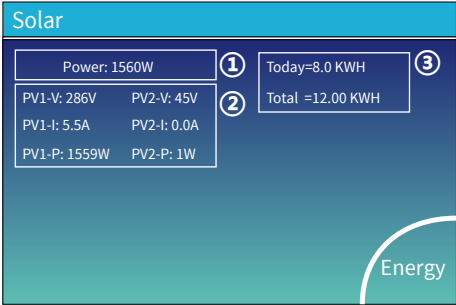 Solar
Power: 1560W
①
PV1-V: 286V PV2-V: 45V
②
PV1-I: 5.5A PV2-I: 0.0A
PV1-P: 1559W PV2-P: 1W
Today=8.0 KWH
③
Total =12.00 KWH
Energy